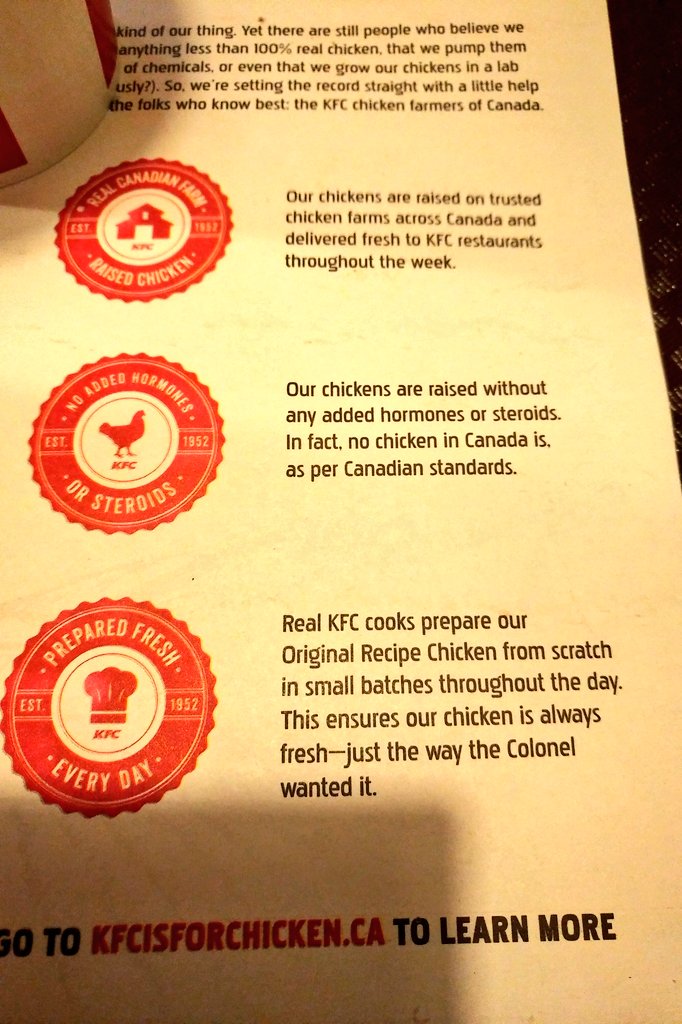 kind of our thing. Yet there are still people who believe we
anything less than 100% real chicken, that we pump them
of chemicals, or even that we grow our chickens in a lab
usly?). So, we're setting the record straight with a little help
the folks who know best: the KFC chicken farmers of Canada.
REAL CANADIAN FARM
EST. 1952
KFC
RAISED CHICKEN
Our chickens are raised on trusted
chicken farms across Canada and
delivered fresh to KFC restaurants
throughout the week.
NO ADDED HORMONES
EST. 1952
KFC
OR STEROIDS
Our chickens are raised without
any added hormones or steroids.
In fact, no chicken in Canada is,
as per Canadian standards.
PREPARED FRESH
EST. 1952
KFC
EVERY DAY
Real KFC cooks prepare our
Original Recipe Chicken from scratch
in small batches throughout the day.
This ensures our chicken is always
fresh—just the way the Colonel
wanted it.
GO TO KFCISFORCHICKEN.CA TO LEARN MORE